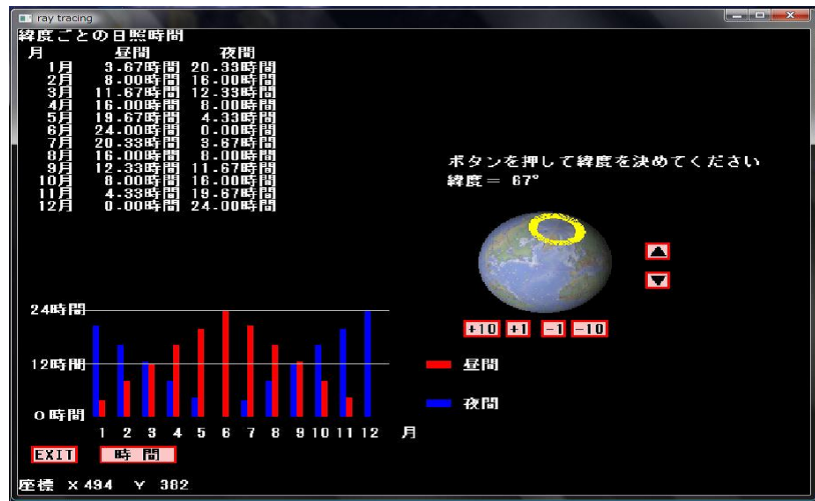 ray tracing
緯度ごとの日照時間
月 昼間 夜間
1月 3.67時間 20.33時間
2月 8.00時間 16.00時間
3月 11.67時間 12.33時間
4月 16.00時間 8.00時間
5月 19.67時間 4.33時間
6月 24.00時間 0.00時間
7月 20.33時間 3.67時間
8月 16.00時間 8.00時間
9月 12.33時間 11.67時間
10月 8.00時間 16.00時間
11月 4.33時間 19.67時間
12月 0.00時間 24.00時間
ボタンを押して緯度を決めてください
緯度= 67°
▲
▼
+10 +1 -1 -10
24時間
12時間
0時間
1 2 3 4 5 6 7 8 9 10 11 12 月
昼間
夜間
EXIT 時間
座標 X 494 Y 382